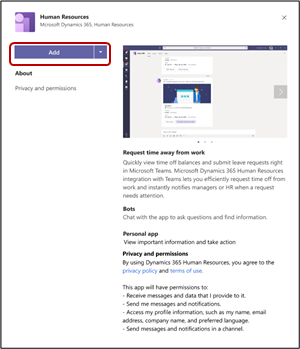 Human Resources
Microsoft Dynamics 365, Human Resources
Add
About
Privacy and permissions
Request time away from work
Quickly view time off balances and submit leave requests right
in Microsoft Teams. Microsoft Dynamics 365 Human Resources
integration with Teams lets you efficiently request time off from
work and instantly notifies managers or HR when a request
needs attention.
Bots
Chat with the app to ask questions and find information.
Personal app
View important information and take action
Privacy and permissions
By using Dynamics 365 Human Resources, you agree to the
privacy policy and terms of use.
This app will have permissions to:
- Receive messages and data that I provide to it.
- Send me messages and notifications.
- Access my profile information, such as my name, email
address, company name, and preferred language.
- Send messages and notifications in a channel.